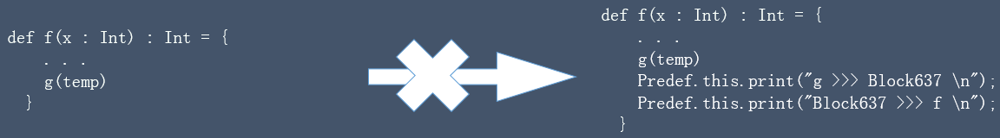 def f(x : Int) : Int = {
. . .
g(temp)
}
def f(x : Int) : Int = {
. . .
g(temp)
Predef.this.print("g >>> Block637 \n");
Predef.this.print("Block637 >>> f \n");
}